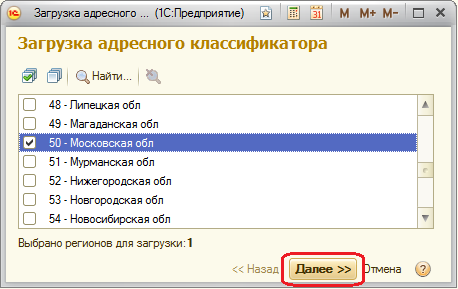 Загрузка адресного ... (1С:Предприятие)
31
M M+ M-
Загрузка адресного классификатора
Найти...
48 - Липецкая обл
49 - Магаданская обл
50 - Московская обл
51 - Мурманская обл
52 - Нижегородская обл
53 - Новгородская обл
54 - Новосибирская обл
Выбрано регионов для загрузки: 1
<< Назад Далее >> Отмена ?